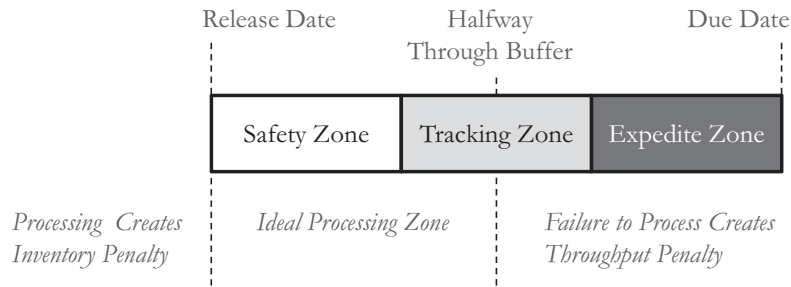 Release Date
Halfway
Through Buffer
Due Date
Safety Zone
Tracking Zone
Expedite Zone
Processing Creates
Inventory Penalty
Ideal Processing Zone
Failure to Process Creates
Throughput Penalty